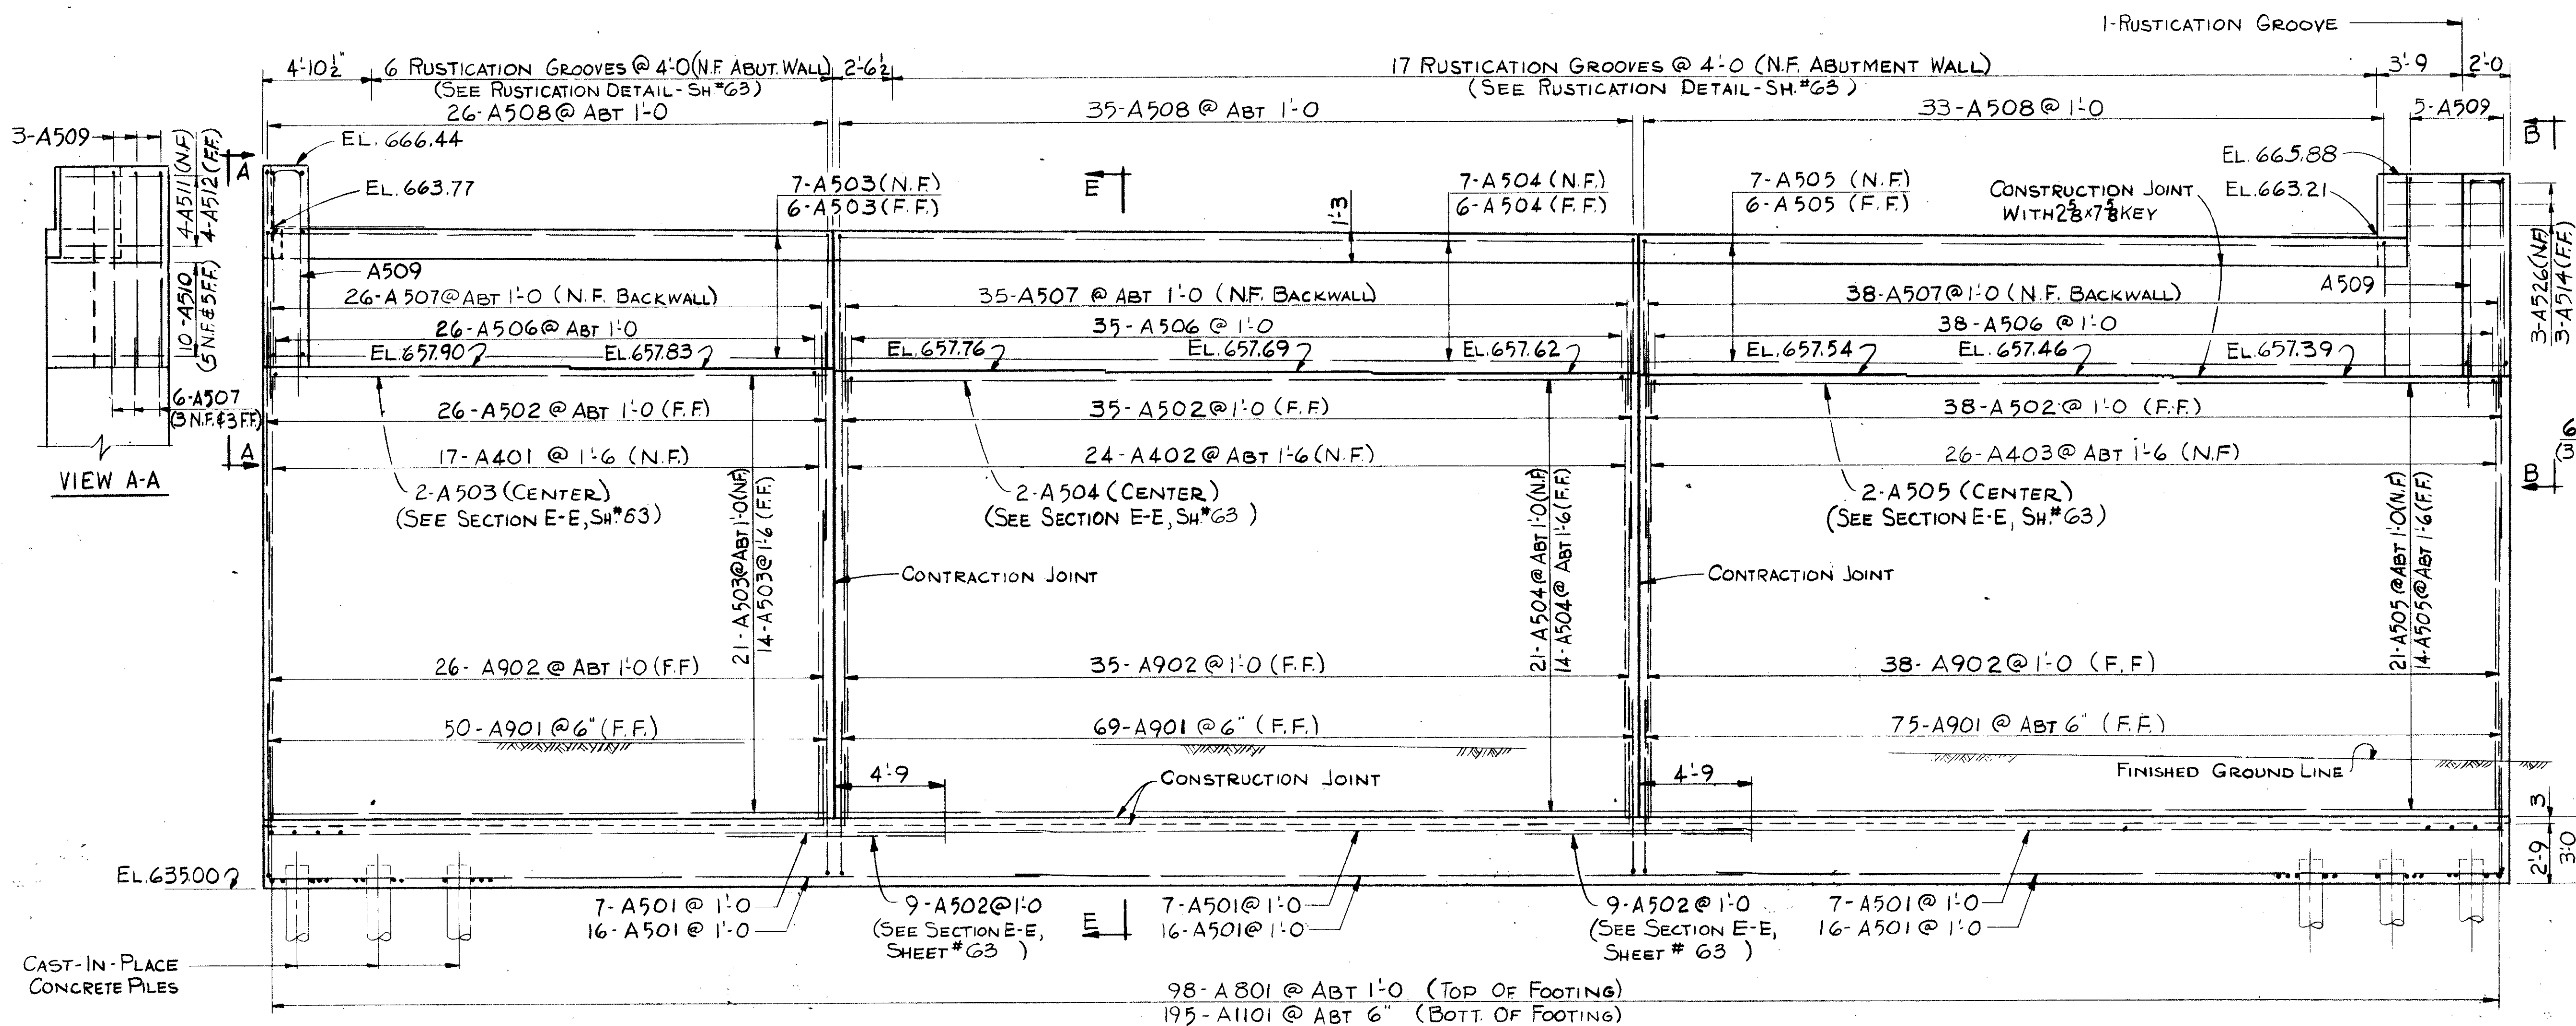 1-RUSTICATION GROOVE
4'-10½" 6 RUSTICATION GROOVES @ 4'-0 (N.F. ABUT. WALL) 2'-6½ 17 RUSTICATION GROOVES @ 4'-0 (N.F. ABUTMENT WALL) 3'-9 2'-0
(SEE RUSTICATION DETAIL-SH.#63) (SEE RUSTICATION DETAIL-SH.#63)
26-A508 @ ABT 1'-0 35-A508 @ ABT 1'-0 33-A508 @ 1'-0 5-A509
3-A509
4-A511 (N.F.)
4-A512 (F.F.)
10-A510
(5 N.F. & 5 F.F.)
6-A507
(3 N.F. & 3 F.F.)
VIEW A-A
A
A
EL. 666.44
EL. 663.77
A509
7-A503 (N.F.)
6-A503 (F.F.)
E
1'-3
7-A504 (N.F.)
6-A504 (F.F.)
7-A505 (N.F.)
6-A505 (F.F.)
CONSTRUCTION JOINT
WITH 2⅝ x 7⅝ KEY
EL. 665.88
EL. 663.21
A509
B
B
3-A526 (N.F.)
3-A514 (F.F.)
6
(3
26-A507 @ ABT 1'-0 (N.F. BACKWALL) 35-A507 @ ABT 1'-0 (N.F. BACKWALL) 38-A507 @ 1'-0 (N.F. BACKWALL)
26-A506 @ ABT 1'-0 35-A506 @ 1'-0 38-A506 @ 1'-0
EL. 657.90 EL. 657.83 EL. 657.76 EL. 657.69 EL. 657.62 EL. 657.54 EL. 657.46 EL. 657.39
26-A502 @ ABT 1'-0 (F.F.) 35-A502 @ 1'-0 (F.F.) 38-A502 @ 1'-0 (F.F.)
17-A401 @ 1'-6 (N.F.) 24-A402 @ ABT 1'-6 (N.F.) 26-A403 @ ABT 1'-6 (N.F)
2-A503 (CENTER)
(SEE SECTION E-E, SH.#63)
2-A504 (CENTER)
(SEE SECTION E-E, SH.#63 )
2-A505 (CENTER)
(SEE SECTION E-E, SH.#63)
21-A503 @ ABT 1'-0 (N.F.)
14-A503 @ 1'-6 (F.F.)
21-A504 @ ABT 1'-0 (N.F.)
14-A504 @ ABT 1'-6 (F.F.)
21-A505 @ ABT 1'-0 (N.F.)
14-A505 @ ABT 1'-6 (F.F.)
CONTRACTION JOINT CONTRACTION JOINT
26-A902 @ ABT 1'-0 (F.F) 35-A902 @ 1'-0 (F.F.) 38-A902 @ 1'-0 (F.F)
50-A901 @ 6" (F.F.) 69-A901 @ 6" (F.F.) 75-A901 @ ABT 6" (F.F.)
4'-9 CONSTRUCTION JOINT 4'-9 FINISHED GROUND LINE
3
2'-9
3'-0
EL. 635.00
7-A501 @ 1'-0
16-A501 @ 1'-0
9-A502 @ 1'-0
(SEE SECTION E-E,
SHEET #63 )
E
7-A501 @ 1'-0
16-A501 @ 1'-0
9-A502 @ 1'-0
(SEE SECTION E-E,
SHEET # 63 )
7-A501 @ 1'-0
16-A501 @ 1'-0
CAST-IN-PLACE
CONCRETE PILES
98-A801 @ ABT 1'-0 (TOP OF FOOTING)
195-A1101 @ ABT 6" (BOTT. OF FOOTING)